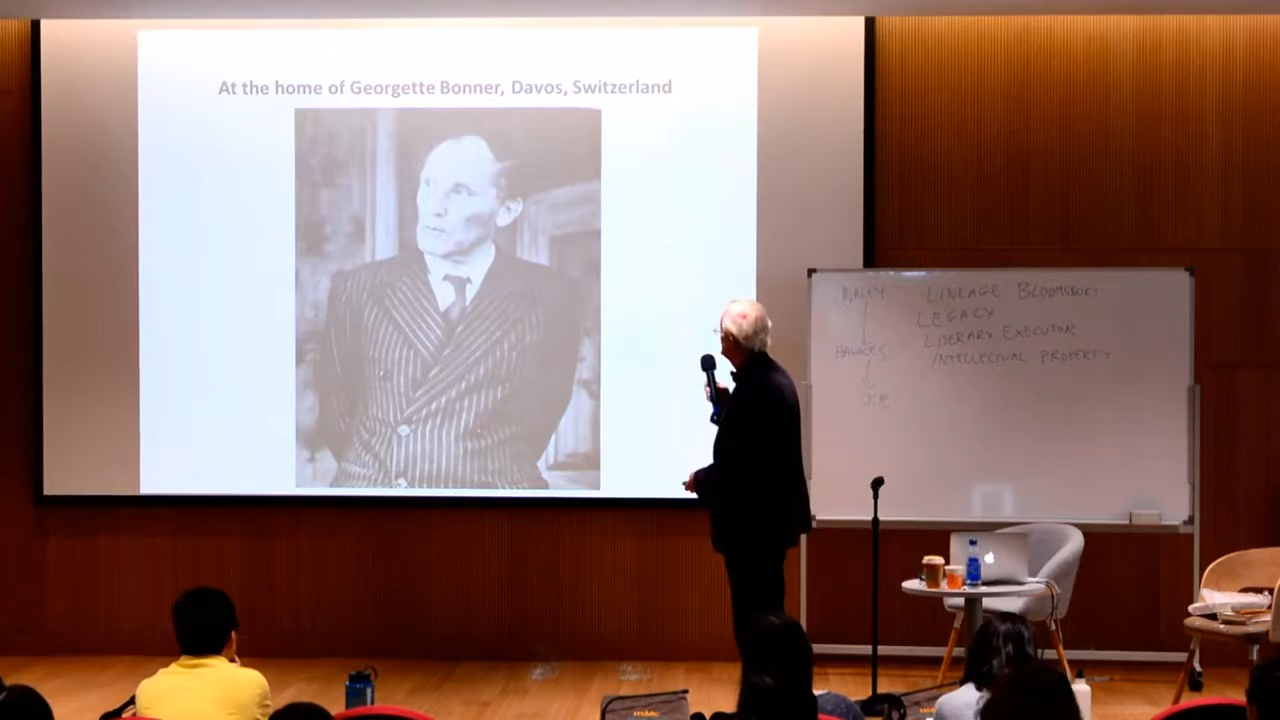 At the home of Georgette Bonner, Davos, Switzerland
WALEY
LINEAGE BLOOMSBURY
LEGACY
LITERARY EXECUTOR
HAWKES
INTELLECTUAL PROPERTY